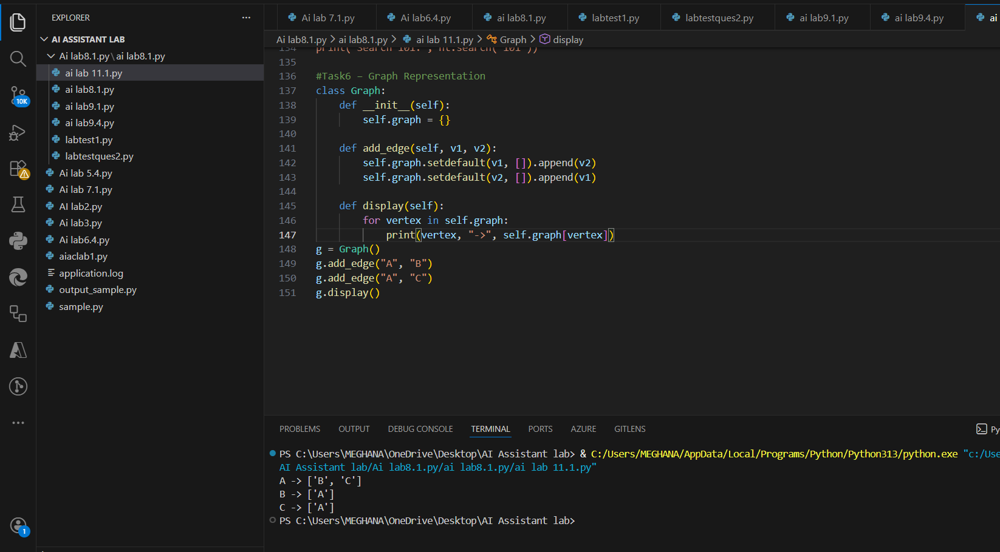 EXPLORER
AI ASSISTANT LAB
Ai lab8.1.py\ai lab8.1.py
ai lab 11.1.py
ai lab8.1.py
ai lab9.1.py
ai lab9.4.py
labtest1.py
labtestques2.py
Ai lab 5.4.py
Ai lab 7.1.py
AI lab2.py
Ai lab3.py
Ai lab6.4.py
aiaclab1.py
application.log
output_sample.py
sample.py
10K
1
Ai lab 7.1.py Ai lab6.4.py ai lab8.1.py labtest1.py labtestques2.py ai lab9.1.py ai lab9.4.py ai
Ai lab8.1.py > ai lab8.1.py > ai lab 11.1.py > Graph > display
134 print("Search 101:", ht.search("101"))
135
136 #Task6 – Graph Representation
137 class Graph:
138     def __init__(self):
139         self.graph = {}
140
141     def add_edge(self, v1, v2):
142         self.graph.setdefault(v1, []).append(v2)
143         self.graph.setdefault(v2, []).append(v1)
144
145     def display(self):
146         for vertex in self.graph:
147             print(vertex, "->", self.graph[vertex])
148 g = Graph()
149 g.add_edge("A", "B")
150 g.add_edge("A", "C")
151 g.display()
PROBLEMS OUTPUT DEBUG CONSOLE TERMINAL PORTS AZURE GITLENS
Py
PS C:\Users\MEGHANA\OneDrive\Desktop\AI Assistant lab> & C:/Users/MEGHANA/AppData/Local/Programs/Python/Python313/python.exe "c:/Use
AI Assistant lab/Ai lab8.1.py/ai lab8.1.py/ai lab 11.1.py"
A -> ['B', 'C']
B -> ['A']
C -> ['A']
PS C:\Users\MEGHANA\OneDrive\Desktop\AI Assistant lab>